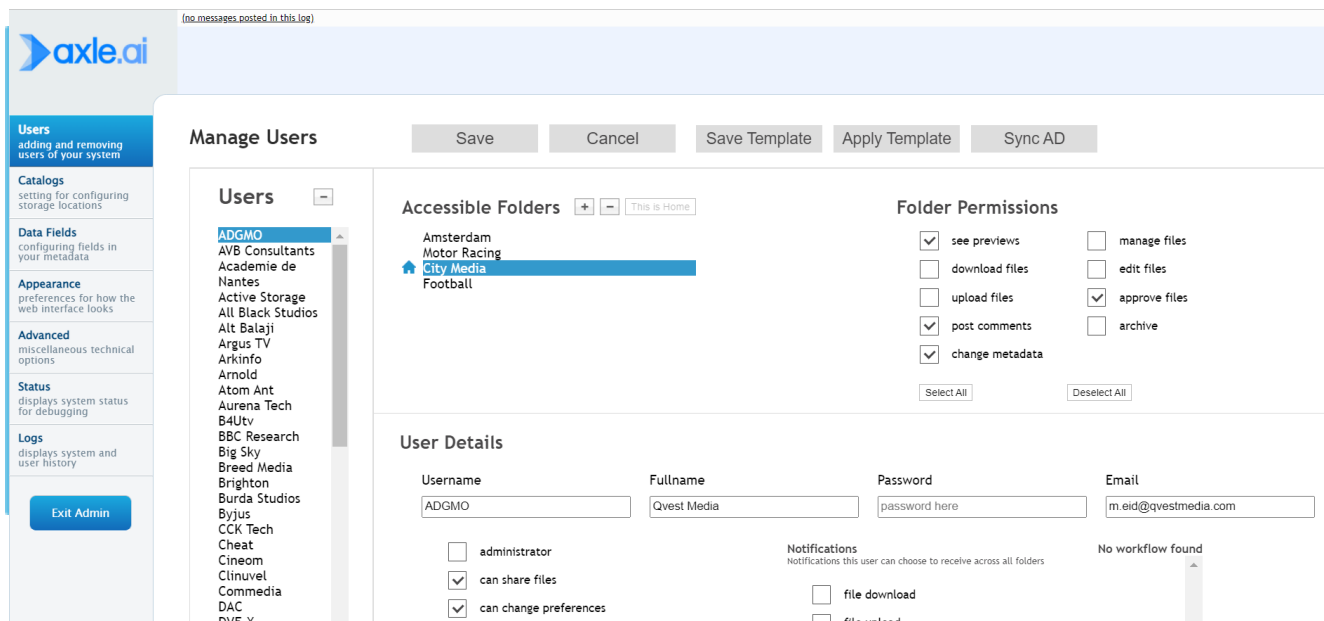 (no messages posted in this log)
axle.ai
Users
adding and removing
users of your system
Catalogs
setting for configuring
storage locations
Data Fields
configuring fields in
your metadata
Appearance
preferences for how the
web interface looks
Advanced
miscellaneous technical
options
Status
displays system status
for debugging
Logs
displays system and
user history
Exit Admin
Manage Users
Save
Cancel
Save Template
Apply Template
Sync AD
Users
-
ADGMO
AVB Consultants
Academie de
Nantes
Active Storage
All Black Studios
Alt Balaji
Argus TV
Arkinfo
Arnold
Atom Ant
Aurena Tech
B4Utv
BBC Research
Big Sky
Breed Media
Brighton
Burda Studios
Byjus
CCK Tech
Cheat
Cineom
Clinuvel
Commedia
DAC
Accessible Folders
+
-
This is Home
Amsterdam
Motor Racing
City Media
Football
Folder Permissions
see previews
manage files
download files
edit files
upload files
approve files
post comments
archive
change metadata
Select All
Deselect All
User Details
Username
Fullname
Password
Email
ADGMO
Qvest Media
password here
m.eid@qvestmedia.com
administrator
can share files
can change preferences
Notifications
Notifications this user can choose to receive across all folders
file download
No workflow found